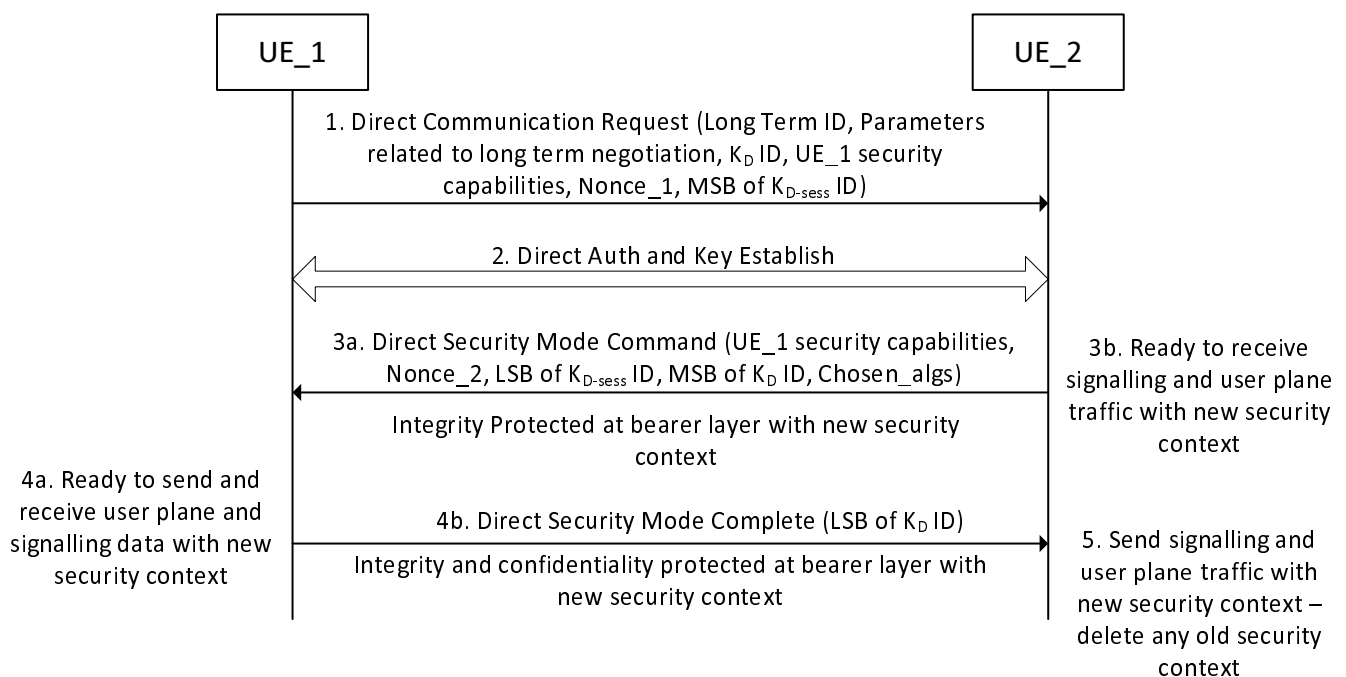 UE_1
UE_2
1. Direct Communication Request (Long Term ID, Parameters
related to long term negotiation, KD ID, UE_1 security
capabilities, Nonce_1, MSB of KD-sess ID)
2. Direct Auth and Key Establish
3a. Direct Security Mode Command (UE_1 security capabilities,
Nonce_2, LSB of KD-sess ID, MSB of KD ID, Chosen_algs)
Integrity Protected at bearer layer with new security
context
3b. Ready to receive
signalling and user plane
traffic with new security
context
4a. Ready to send and
receive user plane and
signalling data with new
security context
4b. Direct Security Mode Complete (LSB of KD ID)
Integrity and confidentiality protected at bearer layer with
new security context
5. Send signalling and
user plane traffic with
new security context –
delete any old security
context